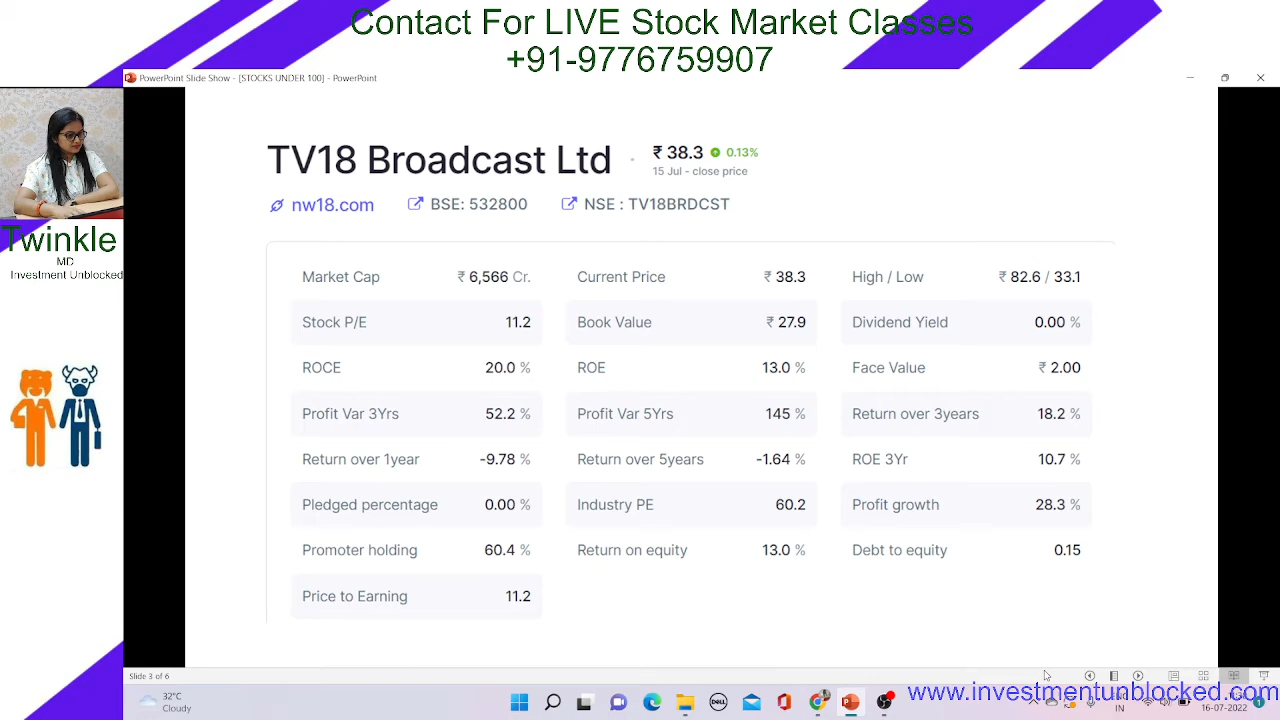 Contact For LIVE Stock Market Classes
+91-9776759907
PowerPoint Slide Show - [STOCKS UNDER 100] - PowerPoint
Twinkle
MD
Investment Unblocked
TV18 Broadcast Ltd
₹ 38.3 0.13%
15 Jul - close price
nw18.com BSE: 532800 NSE : TV18BRDCST
Market Cap ₹ 6,566 Cr. Current Price ₹ 38.3 High / Low ₹ 82.6 / 33.1
Stock P/E 11.2 Book Value ₹ 27.9 Dividend Yield 0.00 %
ROCE 20.0 % ROE 13.0 % Face Value ₹ 2.00
Profit Var 3Yrs 52.2 % Profit Var 5Yrs 145 % Return over 3years 18.2 %
Return over 1year -9.78 % Return over 5years -1.64 % ROE 3Yr 10.7 %
Pledged percentage 0.00 % Industry PE 60.2 Profit growth 28.3 %
Promoter holding 60.4 % Return on equity 13.0 % Debt to equity 0.15
Price to Earning 11.2
Slide 3 of 6
32°C
Cloudy
DELL
www.investmentunblocked.com
IN
16-07-2022